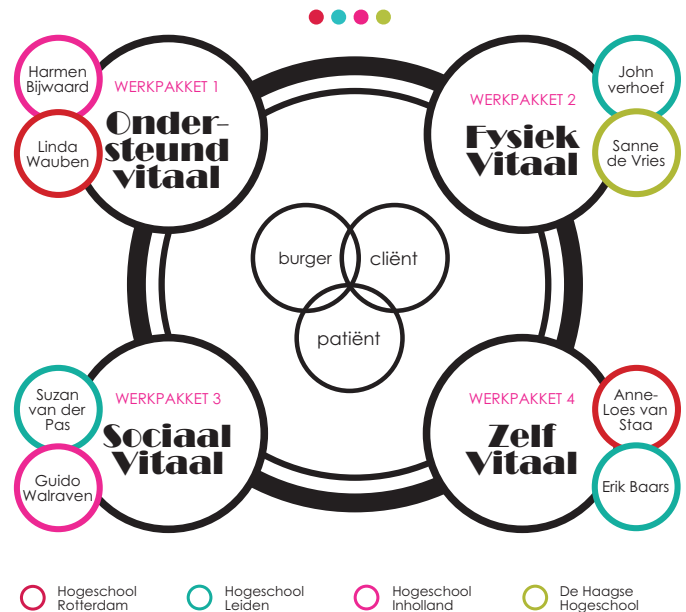 Harmen
Bijwaard
Linda
Wauben
WERKPAKKET 1
Onder-
steund
vitaal
WERKPAKKET 2
Fysiek
Vitaal
John
verhoef
Sanne
de Vries
burger
cliënt
patiënt
Suzan
van der
Pas
Guido
Walraven
WERKPAKKET 3
Sociaal
Vitaal
WERKPAKKET 4
Zelf
Vitaal
Anne-
Loes van
Staa
Erik Baars
Hogeschool
Rotterdam
Hogeschool
Leiden
Hogeschool
Inholland
De Haagse
Hogeschool